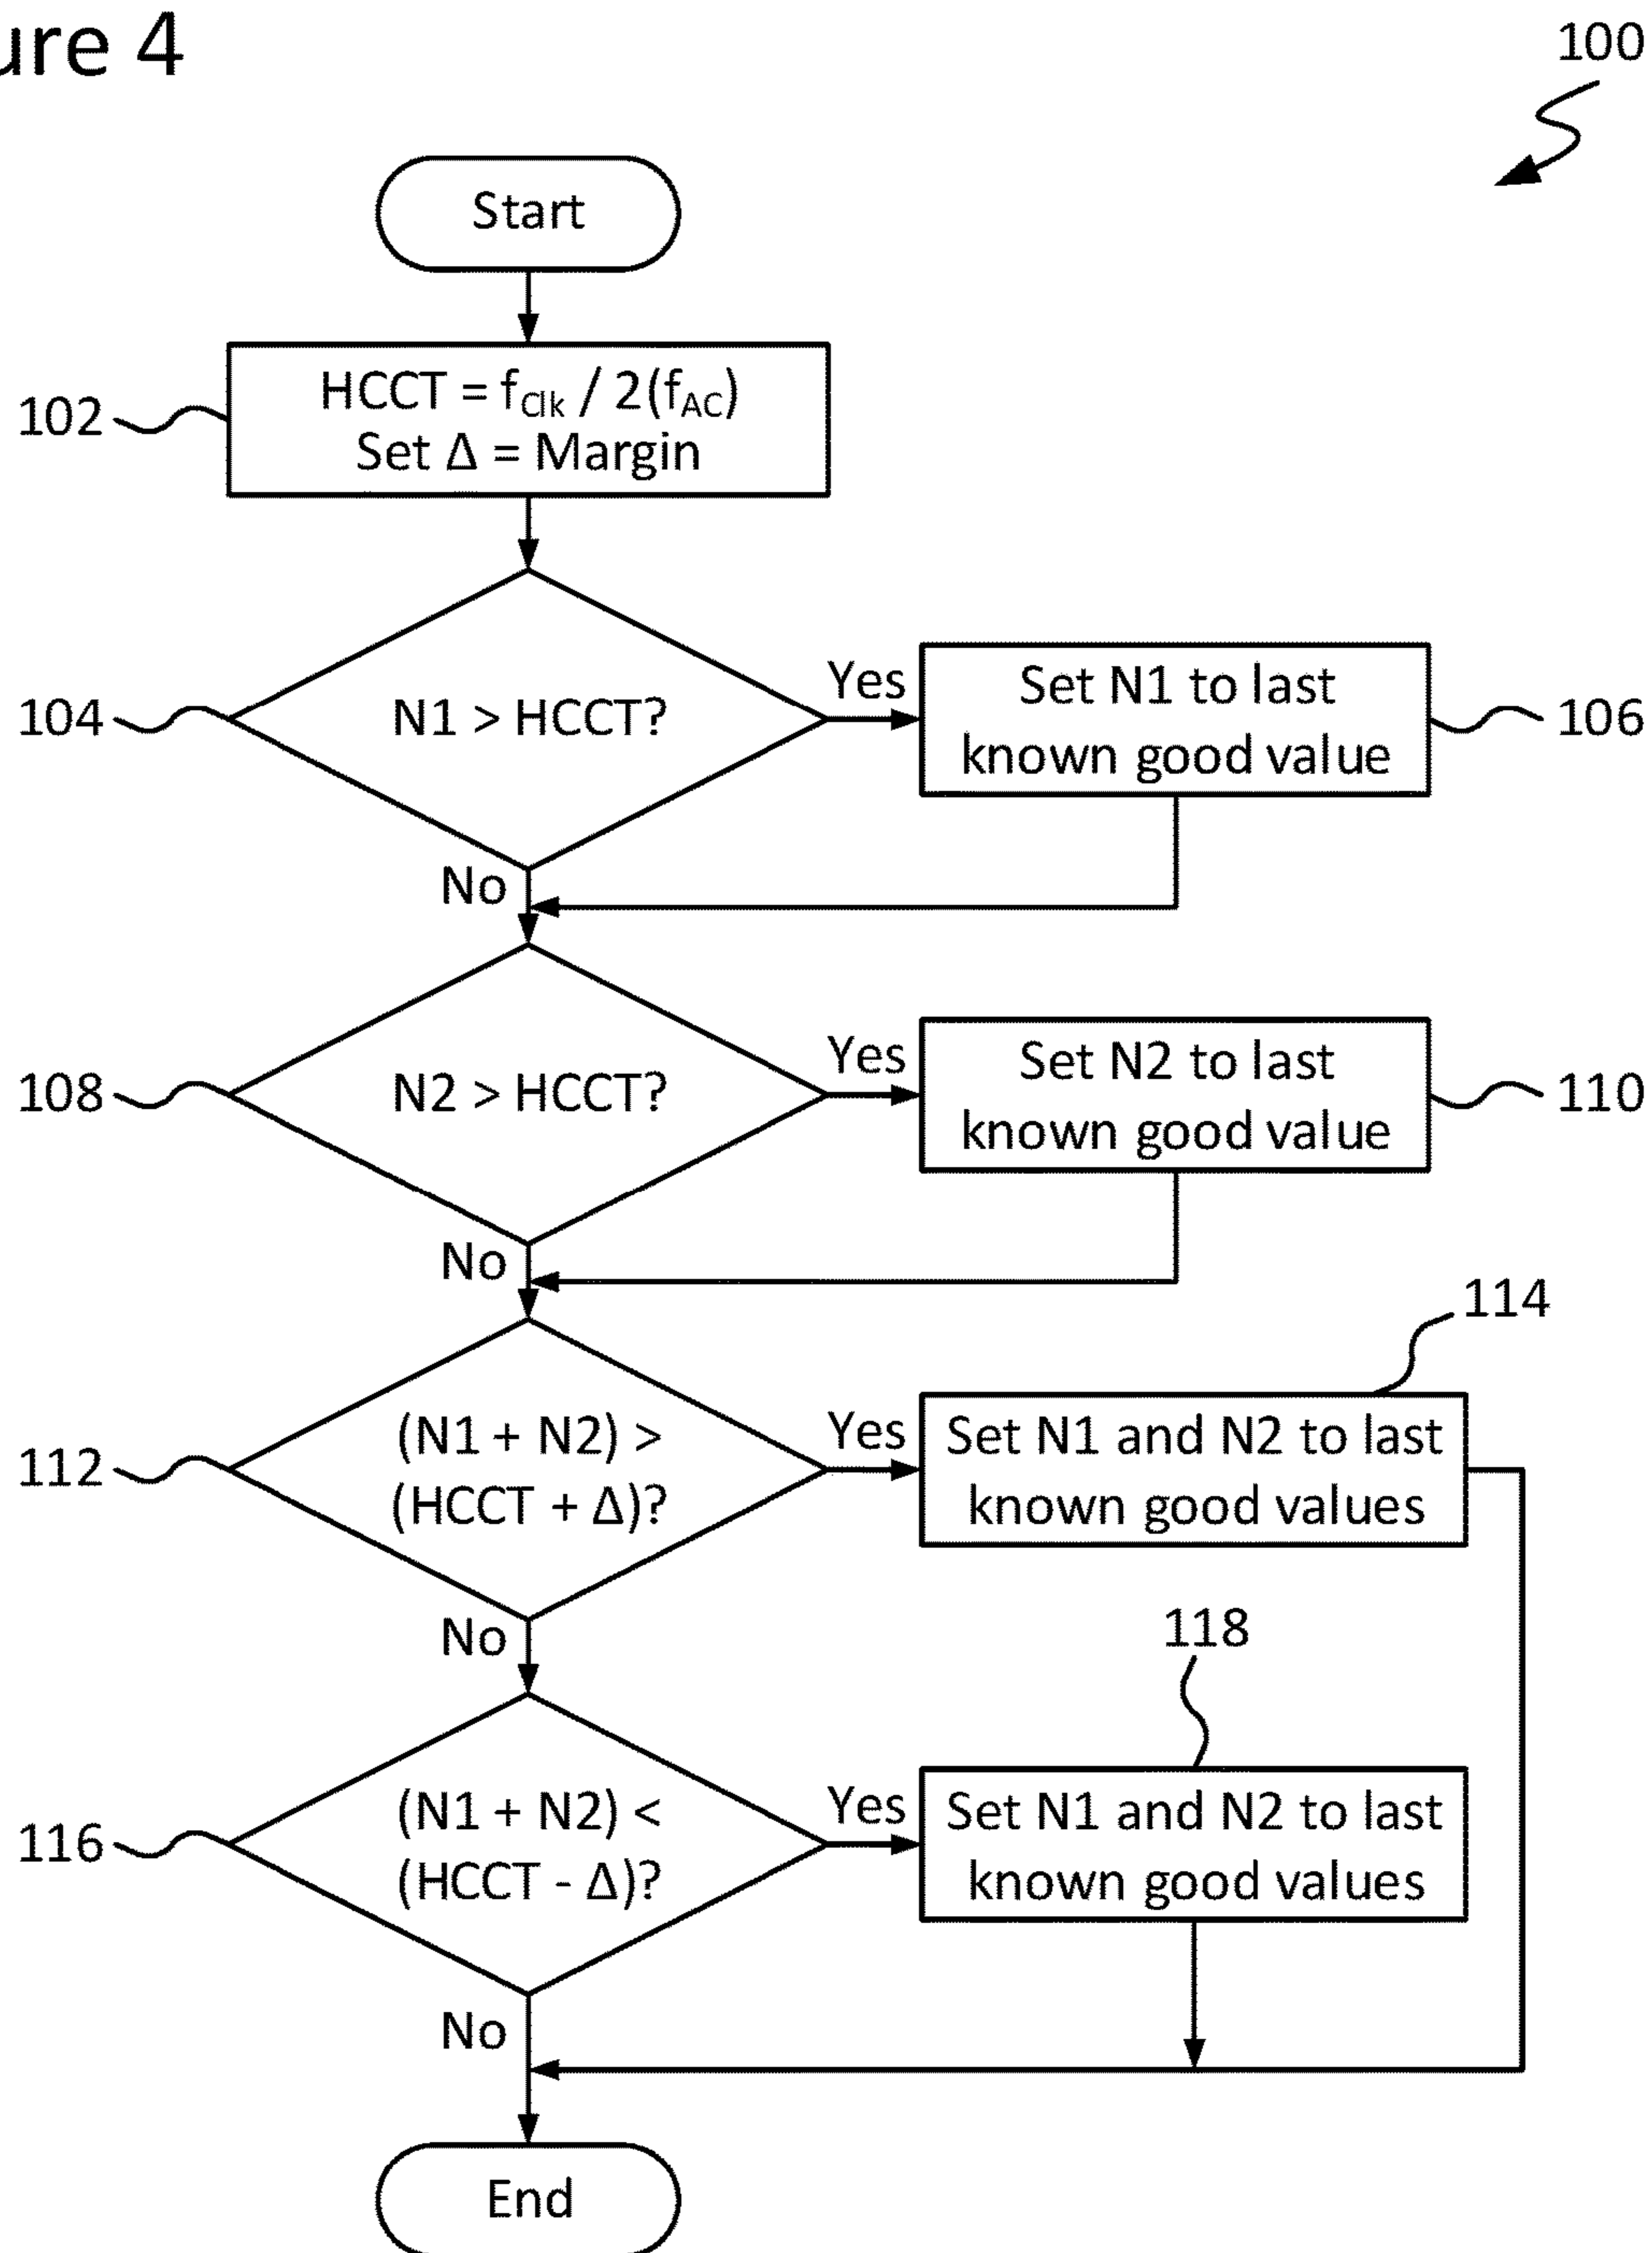 ure 4
100
Start
102
HCCT = fClk / 2(fAC)
Set Δ = Margin
104
N1 > HCCT?
Yes
Set N1 to last
known good value
106
No
108
N2 > HCCT?
Yes
Set N2 to last
known good value
110
No
114
112
(N1 + N2) >
(HCCT + Δ)?
Yes
Set N1 and N2 to last
known good values
No
118
116
(N1 + N2) <
(HCCT - Δ)?
Yes
Set N1 and N2 to last
known good values
No
End